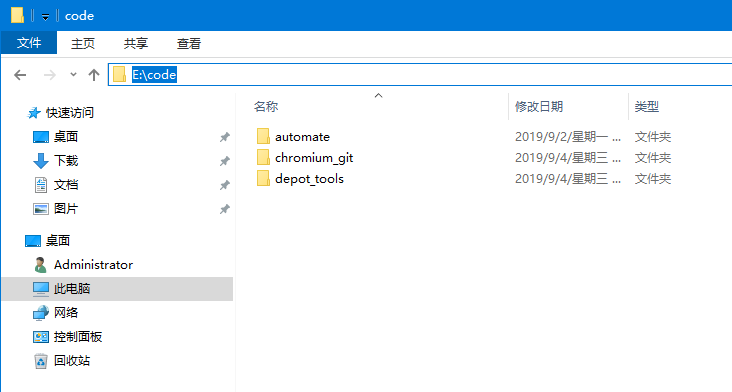 code
文件 主页 共享 查看
E:\code
名称 修改日期 类型
快速访问
桌面
下载
文档
图片
桌面
Administrator
此电脑
网络
控制面板
回收站
automate 2019/9/2/星期一 ... 文件夹
chromium_git 2019/9/4/星期三 ... 文件夹
depot_tools 2019/9/4/星期三 ... 文件夹